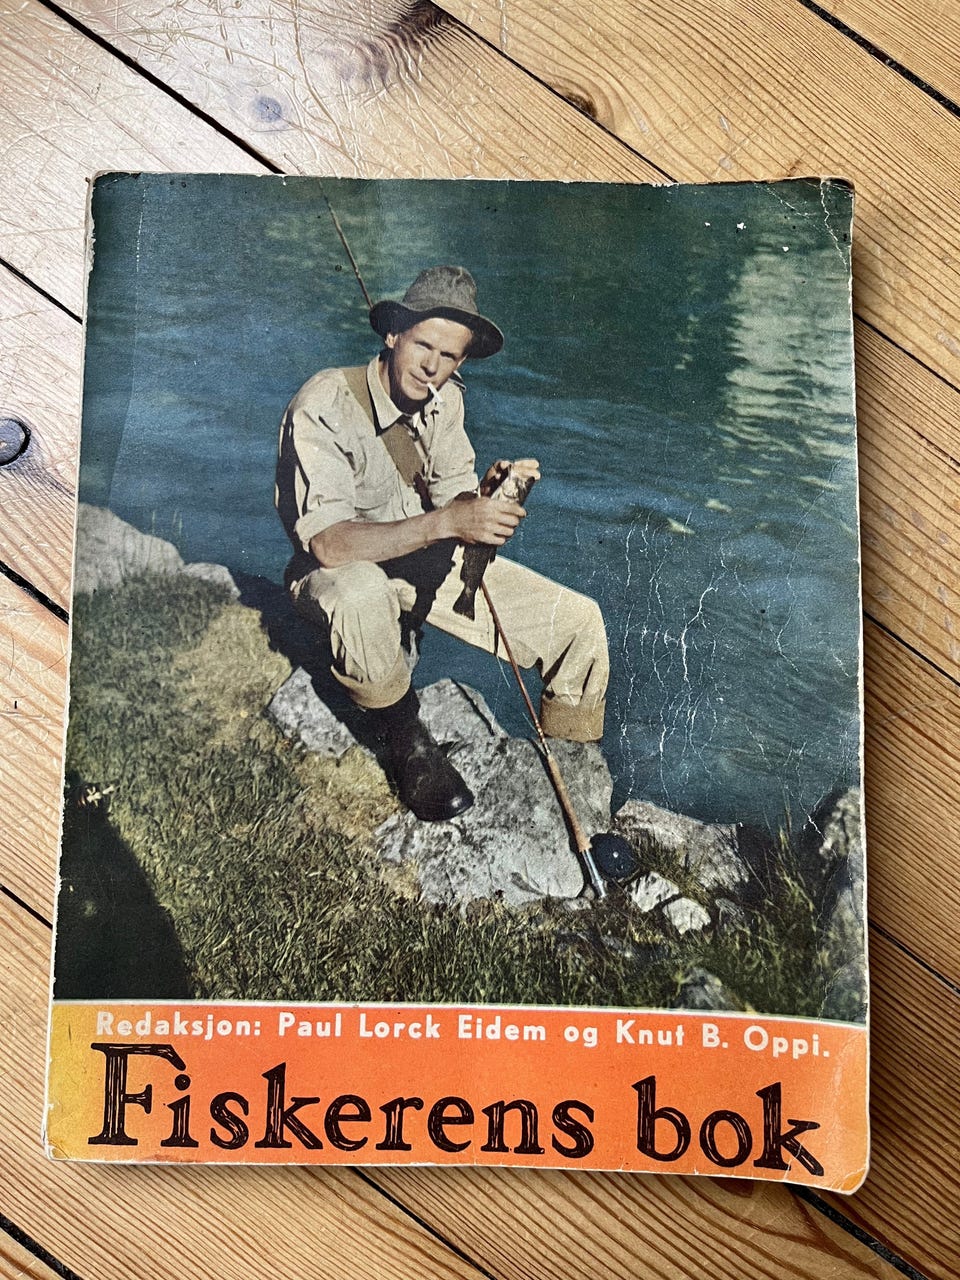 Redaksjon: Paul Lorck Eidem og Knut B. Oppi.
Fiskerens bok